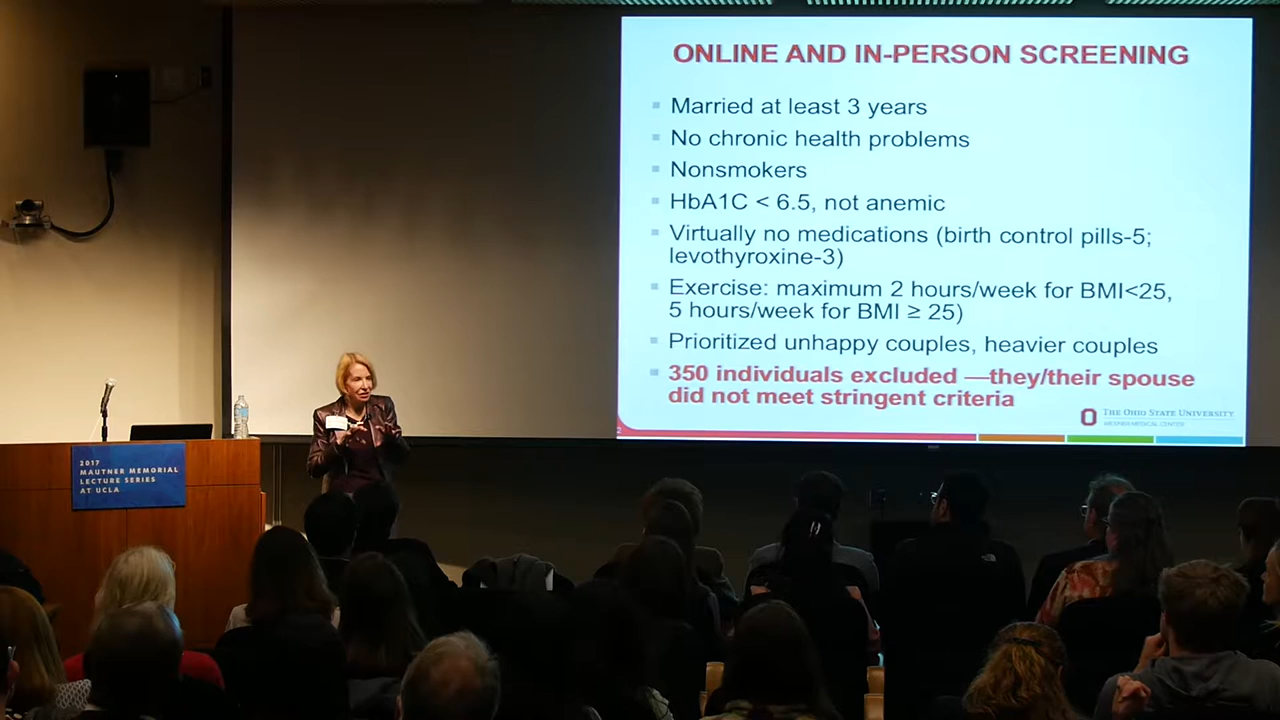 ONLINE AND IN-PERSON SCREENING
Married at least 3 years
No chronic health problems
Nonsmokers
HbA1C < 6.5, not anemic
Virtually no medications (birth control pills-5;
levothyroxine-3)
Exercise: maximum 2 hours/week for BMI<25,
5 hours/week for BMI ≥ 25)
Prioritized unhappy couples, heavier couples
350 individuals excluded —they/their spouse
did not meet stringent criteria
THE OHIO STATE UNIVERSITY
WEXNER MEDICAL CENTER
2017
MAUTNER MEMORIAL
LECTURE SERIES
AT UCLA